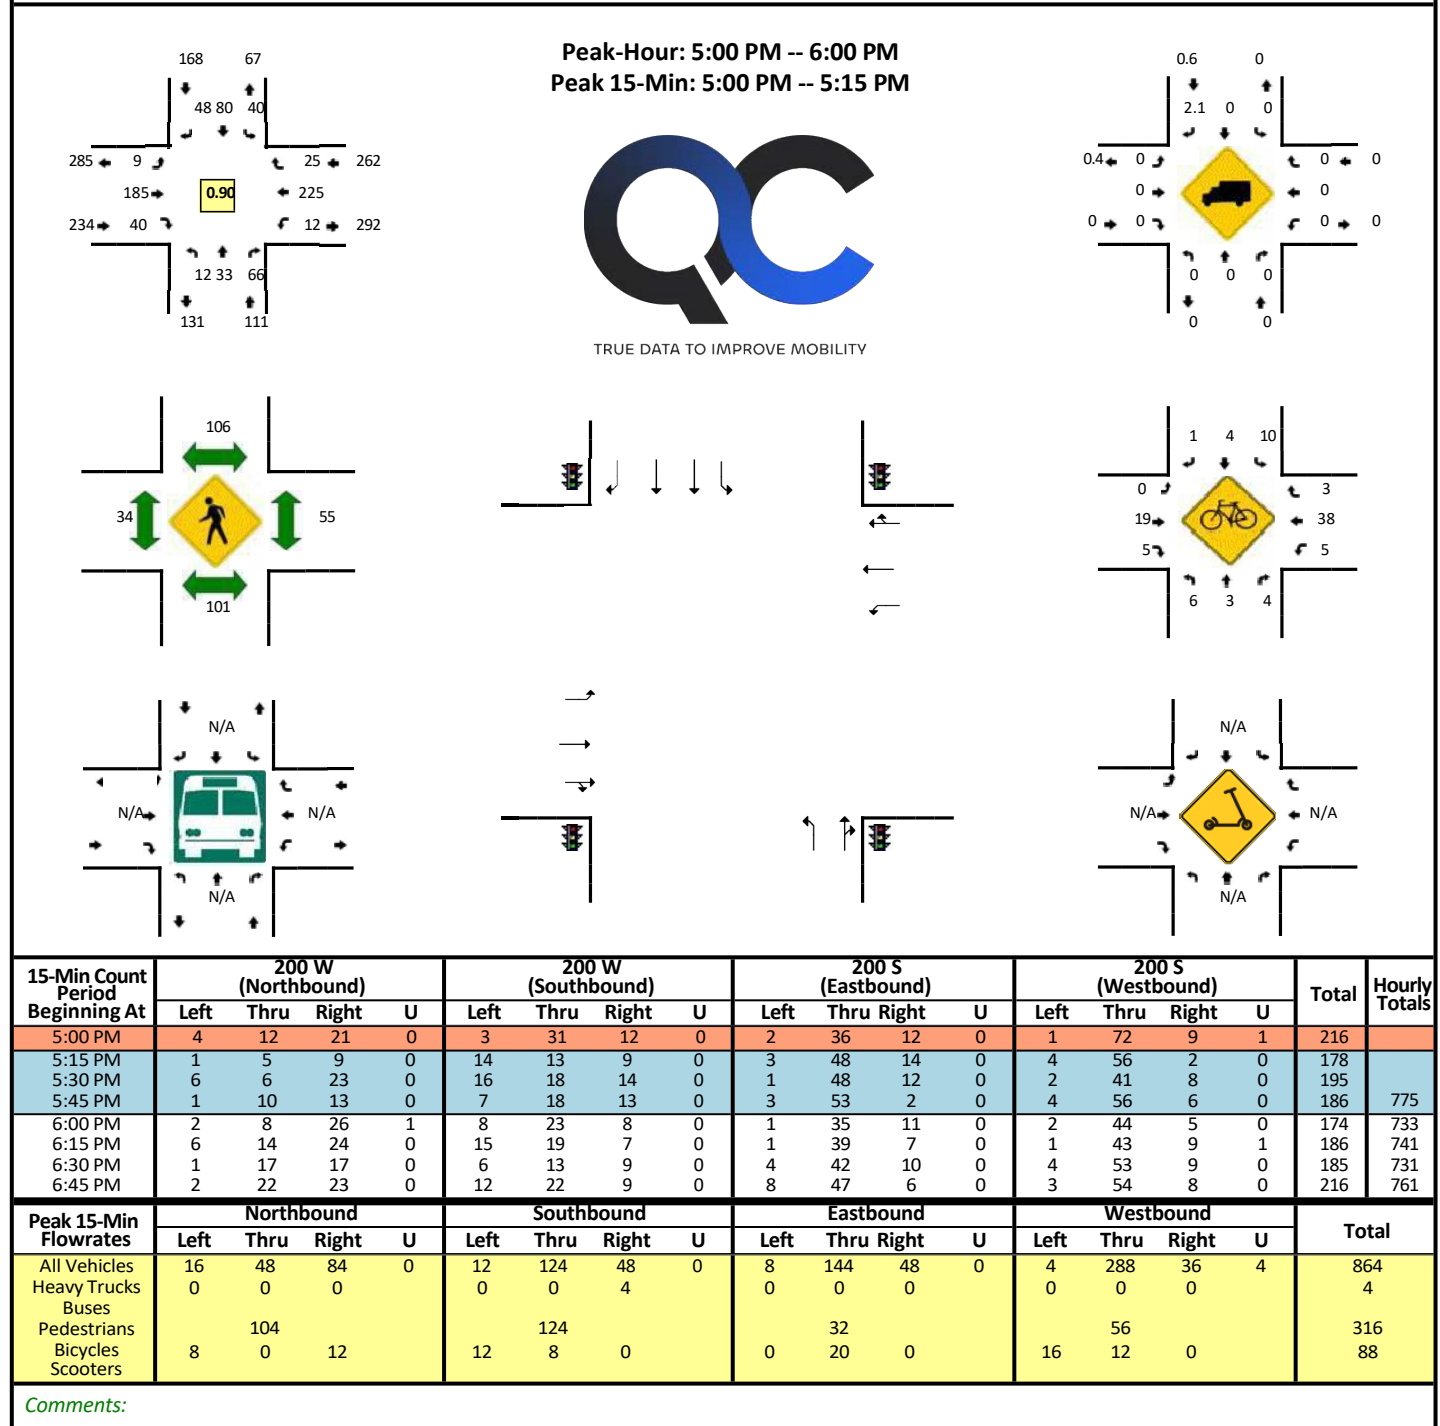 Peak-Hour: 5:00 PM -- 6:00 PM
Peak 15-Min: 5:00 PM -- 5:15 PM
168 67
48 80 40
285 9 25 262
185 0.90 225
234 40 12 292
12 33 66
131 111
QC
TRUE DATA TO IMPROVE MOBILITY
0.6 0
2.1 0 0
0.4 0 0 0
0 0
0 0 0 0
0 0 0
0 0
106
34 55
101
1 4 10
0 3
19 38
5 5
6 3 4
N/A
N/A N/A
N/A
N/A
N/A N/A
N/A
15-Min Count Period Beginning At 200 W (Northbound) 200 W (Southbound) 200 S (Eastbound) 200 S (Westbound) Total Hourly Totals
Left Thru Right U Left Thru Right U Left Thru Right U Left Thru Right U
5:00 PM 4 12 21 0 3 31 12 0 2 36 12 0 1 72 9 1 216
5:15 PM 1 5 9 0 14 13 9 0 3 48 14 0 4 56 2 0 178
5:30 PM 6 6 23 0 16 18 14 0 1 48 12 0 2 41 8 0 195
5:45 PM 1 10 13 0 7 18 13 0 3 53 2 0 4 56 6 0 186 775
6:00 PM 2 8 26 1 8 23 8 0 1 35 11 0 2 44 5 0 174 733
6:15 PM 6 14 24 0 15 19 7 0 1 39 7 0 1 43 9 1 186 741
6:30 PM 1 17 17 0 6 13 9 0 4 42 10 0 4 53 9 0 185 731
6:45 PM 2 22 23 0 12 22 9 0 8 47 6 0 3 54 8 0 216 761
Peak 15-Min Flowrates Northbound Southbound Eastbound Westbound Total
Left Thru Right U Left Thru Right U Left Thru Right U Left Thru Right U
All Vehicles 16 48 84 0 12 124 48 0 8 144 48 0 4 288 36 4 864
Heavy Trucks 0 0 0 0 0 4 0 0 0 0 0 0 4
Buses
Pedestrians 104 124 32 56 316
Bicycles 8 0 12 12 8 0 0 20 0 16 12 0 88
Scooters
Comments: